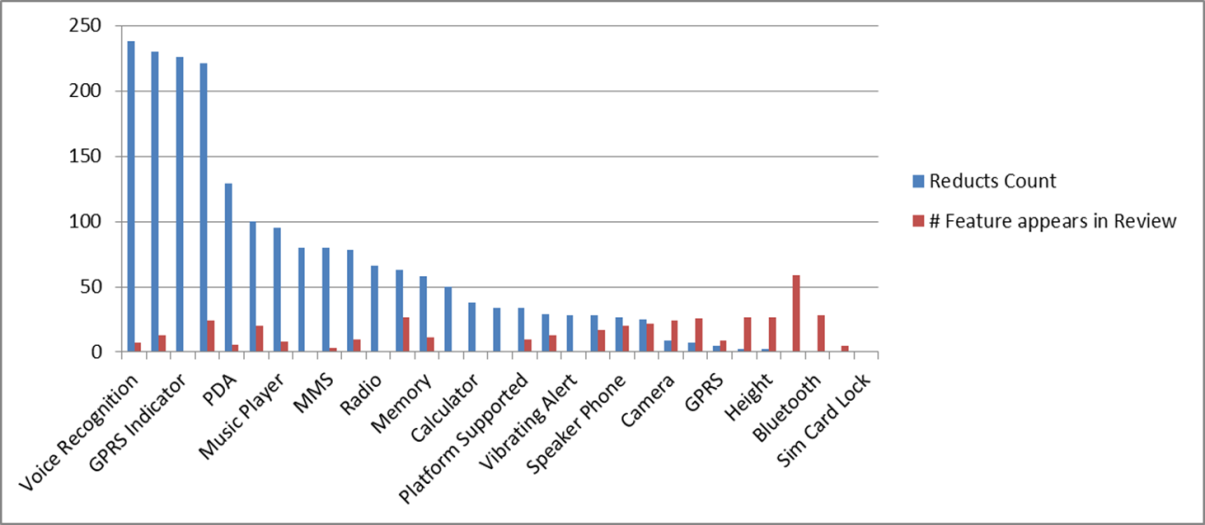 250
200
150
100
50
0
Voice Recognition
GPRS Indicator
PDA
Music Player
MMS
Radio
Memory
Calculator
Platform Supported
Vibrating Alert
Speaker Phone
Camera
GPRS
Height
Bluetooth
Sim Card Lock
Reducts Count
# Feature appears in Review